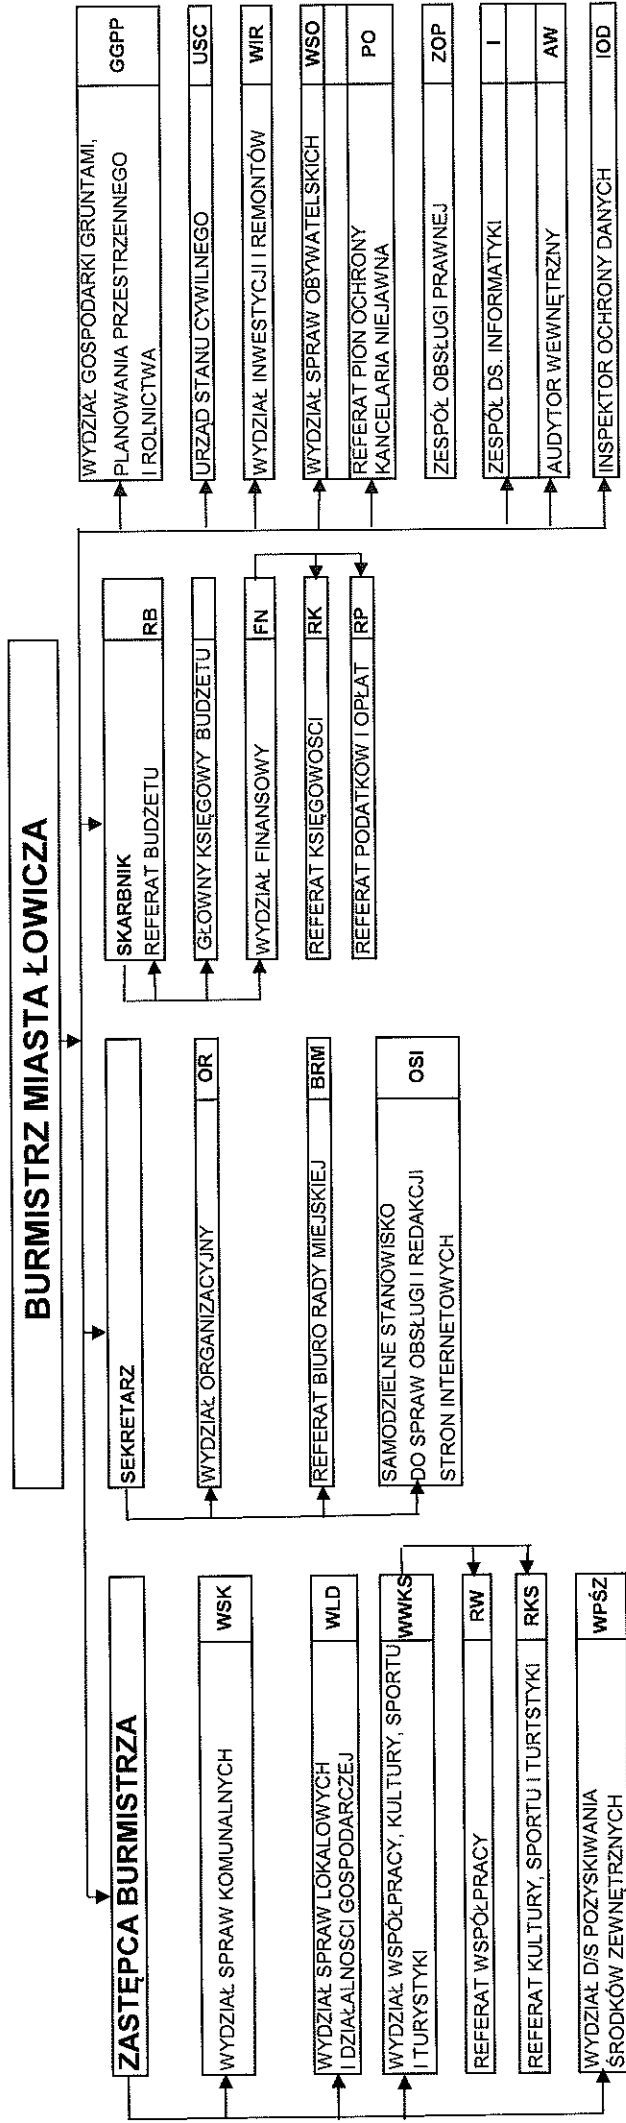 BURMISTRZ MIASTA ŁOWICZA
ZASTĘPCA BURMISTRZA
WYDZIAŁ SPRAW KOMUNALNYCH WSK
WYDZIAŁ SPRAW LOKALOWYCH WLD
I DZIAŁALNOSCI GOSPODARCZEJ
WYDZIAŁ WSPÓŁPRACY, KULTURY, SPORTU WWKS
I TURYSTYKI
REFERAT WSPÓŁPRACY RW
REFERAT KULTURY, SPORTU I TURTSTYKI RKS
WYDZIAŁ D/S POZYSKIWANIA WPŚZ
ŚRODKÓW ZEWNĘTRZNYCH
SEKRETARZ
WYDZIAŁ ORGANIZACYJNY OR
REFERAT BIURO RADY MIEJSKIEJ BRM
SAMODZIELNE STANOWISKO OSI
DO SPRAW OBSŁUGI I REDAKCJI
STRON INTERNETOWYCH
SKARBNIK
REFERAT BUDŻETU RB
GŁOWNY KSIĘGOWY BUDŻETU
WYDZIAŁ FINANSOWY FN
REFERAT KSIĘGOWOSCI RK
REFERAT PODATKOW I OPŁAT RP
WYDZIAŁ GOSPODARKI GRUNTAMI, GGPP
PLANOWANIA PRZESTRZENNEGO
I ROLNICTWA
URZĄD STANU CYWILNEGO USC
WYDZIAŁ INWESTYCJI I REMONTÓW WIR
WYDZIAŁ SPRAW OBYWATELSKICH WSO
REFERAT PION OCHRONY PO
KANCELARIA NIEJAWNA
ZESPÓŁ OBSŁUGI PRAWNEJ ZOP
ZESPÓŁ DS. INFORMATYKI I
AUDYTOR WEWNĘTRZNY AW
INSPEKTOR OCHRONY DANYCH IOD